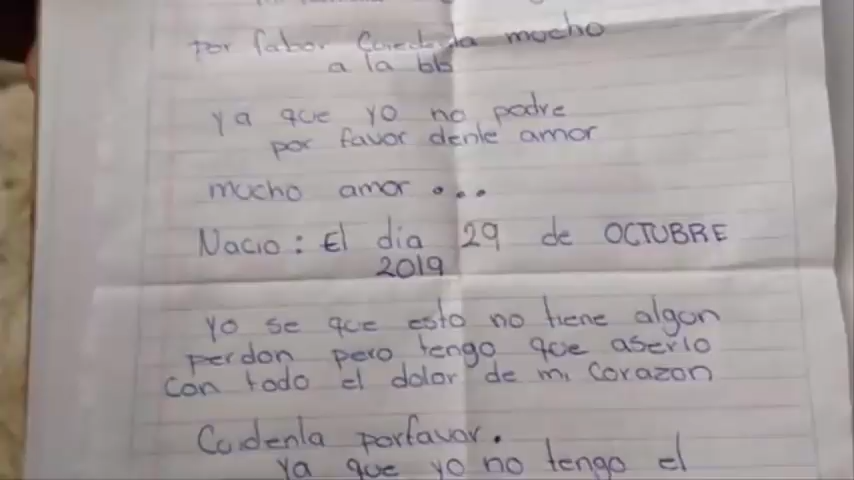 por fabor mucho
a la bb
ya que yo no podre
por favor denle amor
mucho amor ...
Nacio: El dia 29 de OCTUBRE
2019
yo se que esto no tiene algun
perdon pero tengo que aserlo
con todo el dolor de mi corazon
Cuidenla porfavor.
ya que yo no tengo el